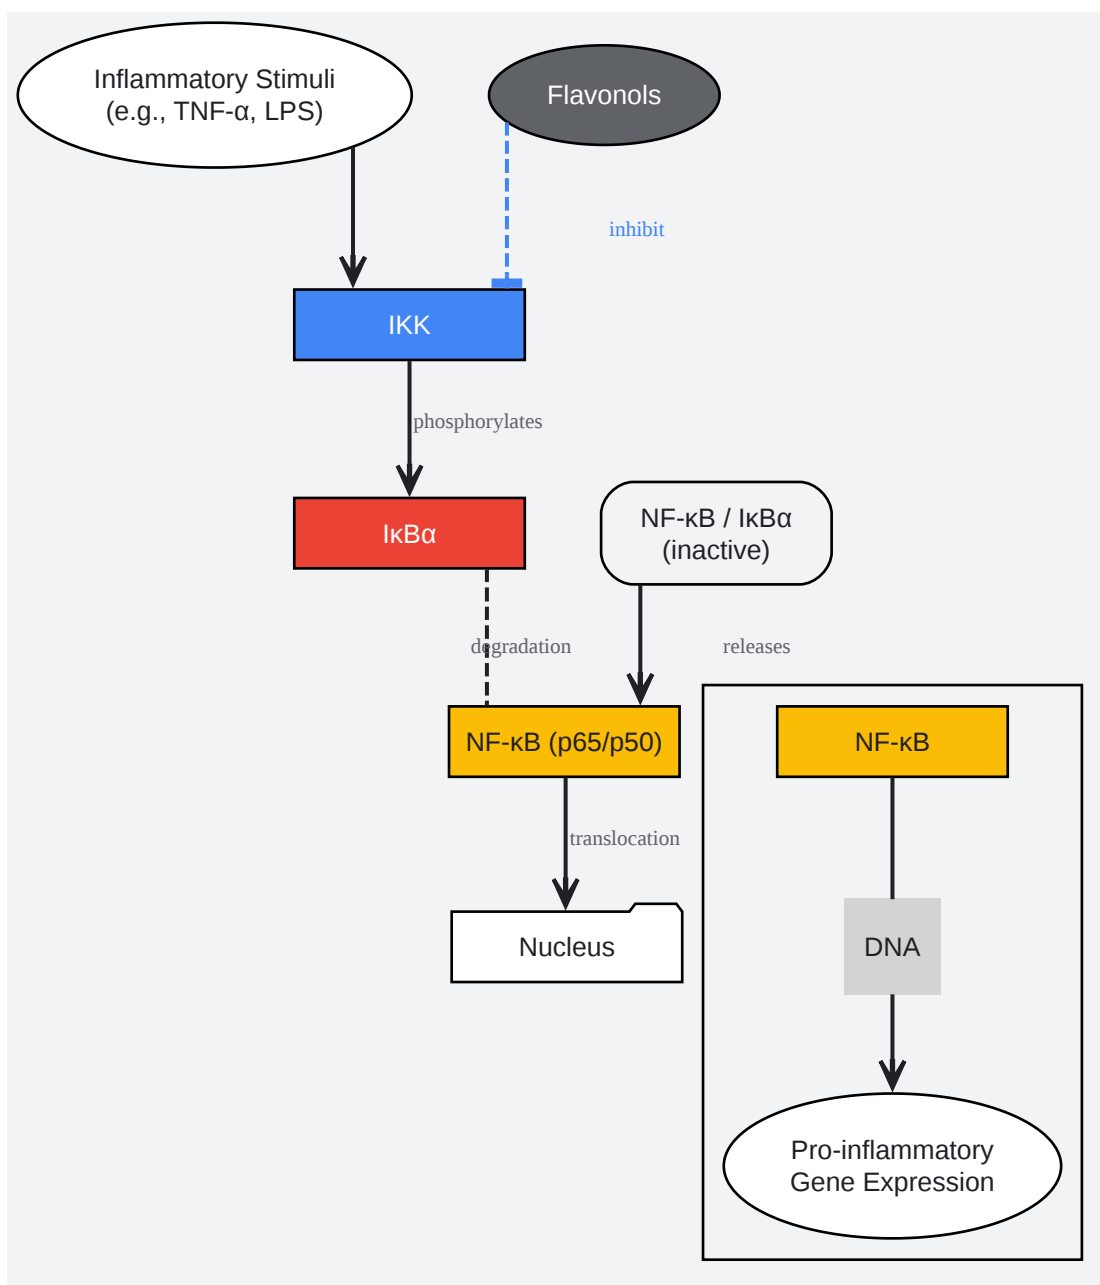 Inflammatory Stimuli
(e.g., TNF-α, LPS)
Flavonols
inhibit
IKK
phosphorylates
IκBα
NF-κB / IκBα
(inactive)
degradation
releases
NF-κB (p65/p50)
NF-κB
translocation
Nucleus
DNA
Pro-inflammatory
Gene Expression